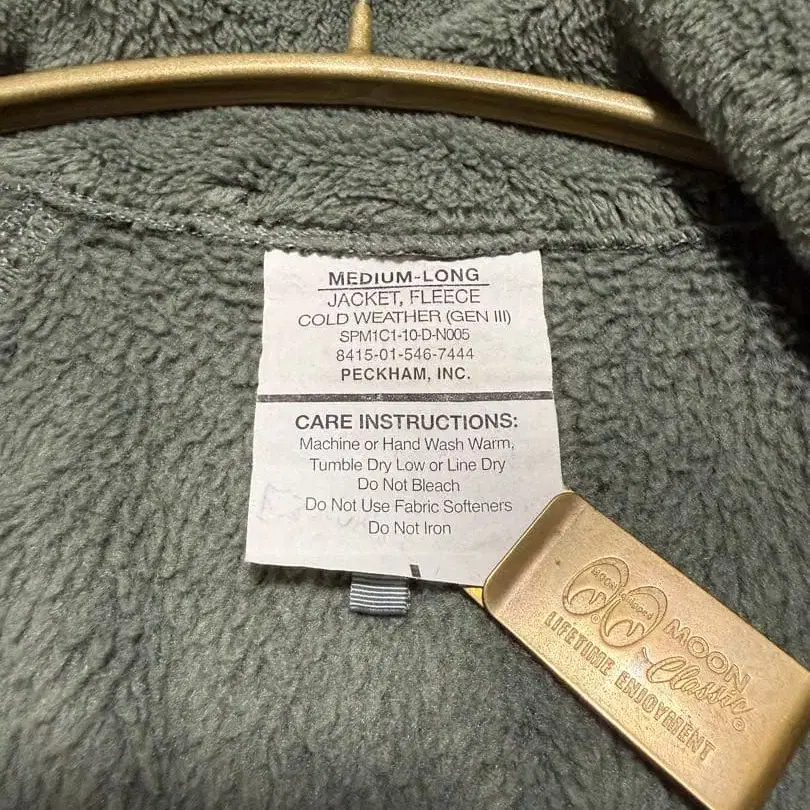 MEDIUM-LONG
JACKET, FLEECE
COLD WEATHER (GEN III)
SPM1C1-10-D-N005
8415-01-546-7444
PECKHAM, INC.
CARE INSTRUCTIONS:
Machine or Hand Wash Warm,
Tumble Dry Low or Line Dry
Do Not Bleach
Do Not Use Fabric Softeners
Do Not Iron
MOON
Classic
LIFETIME ENJOYMENT